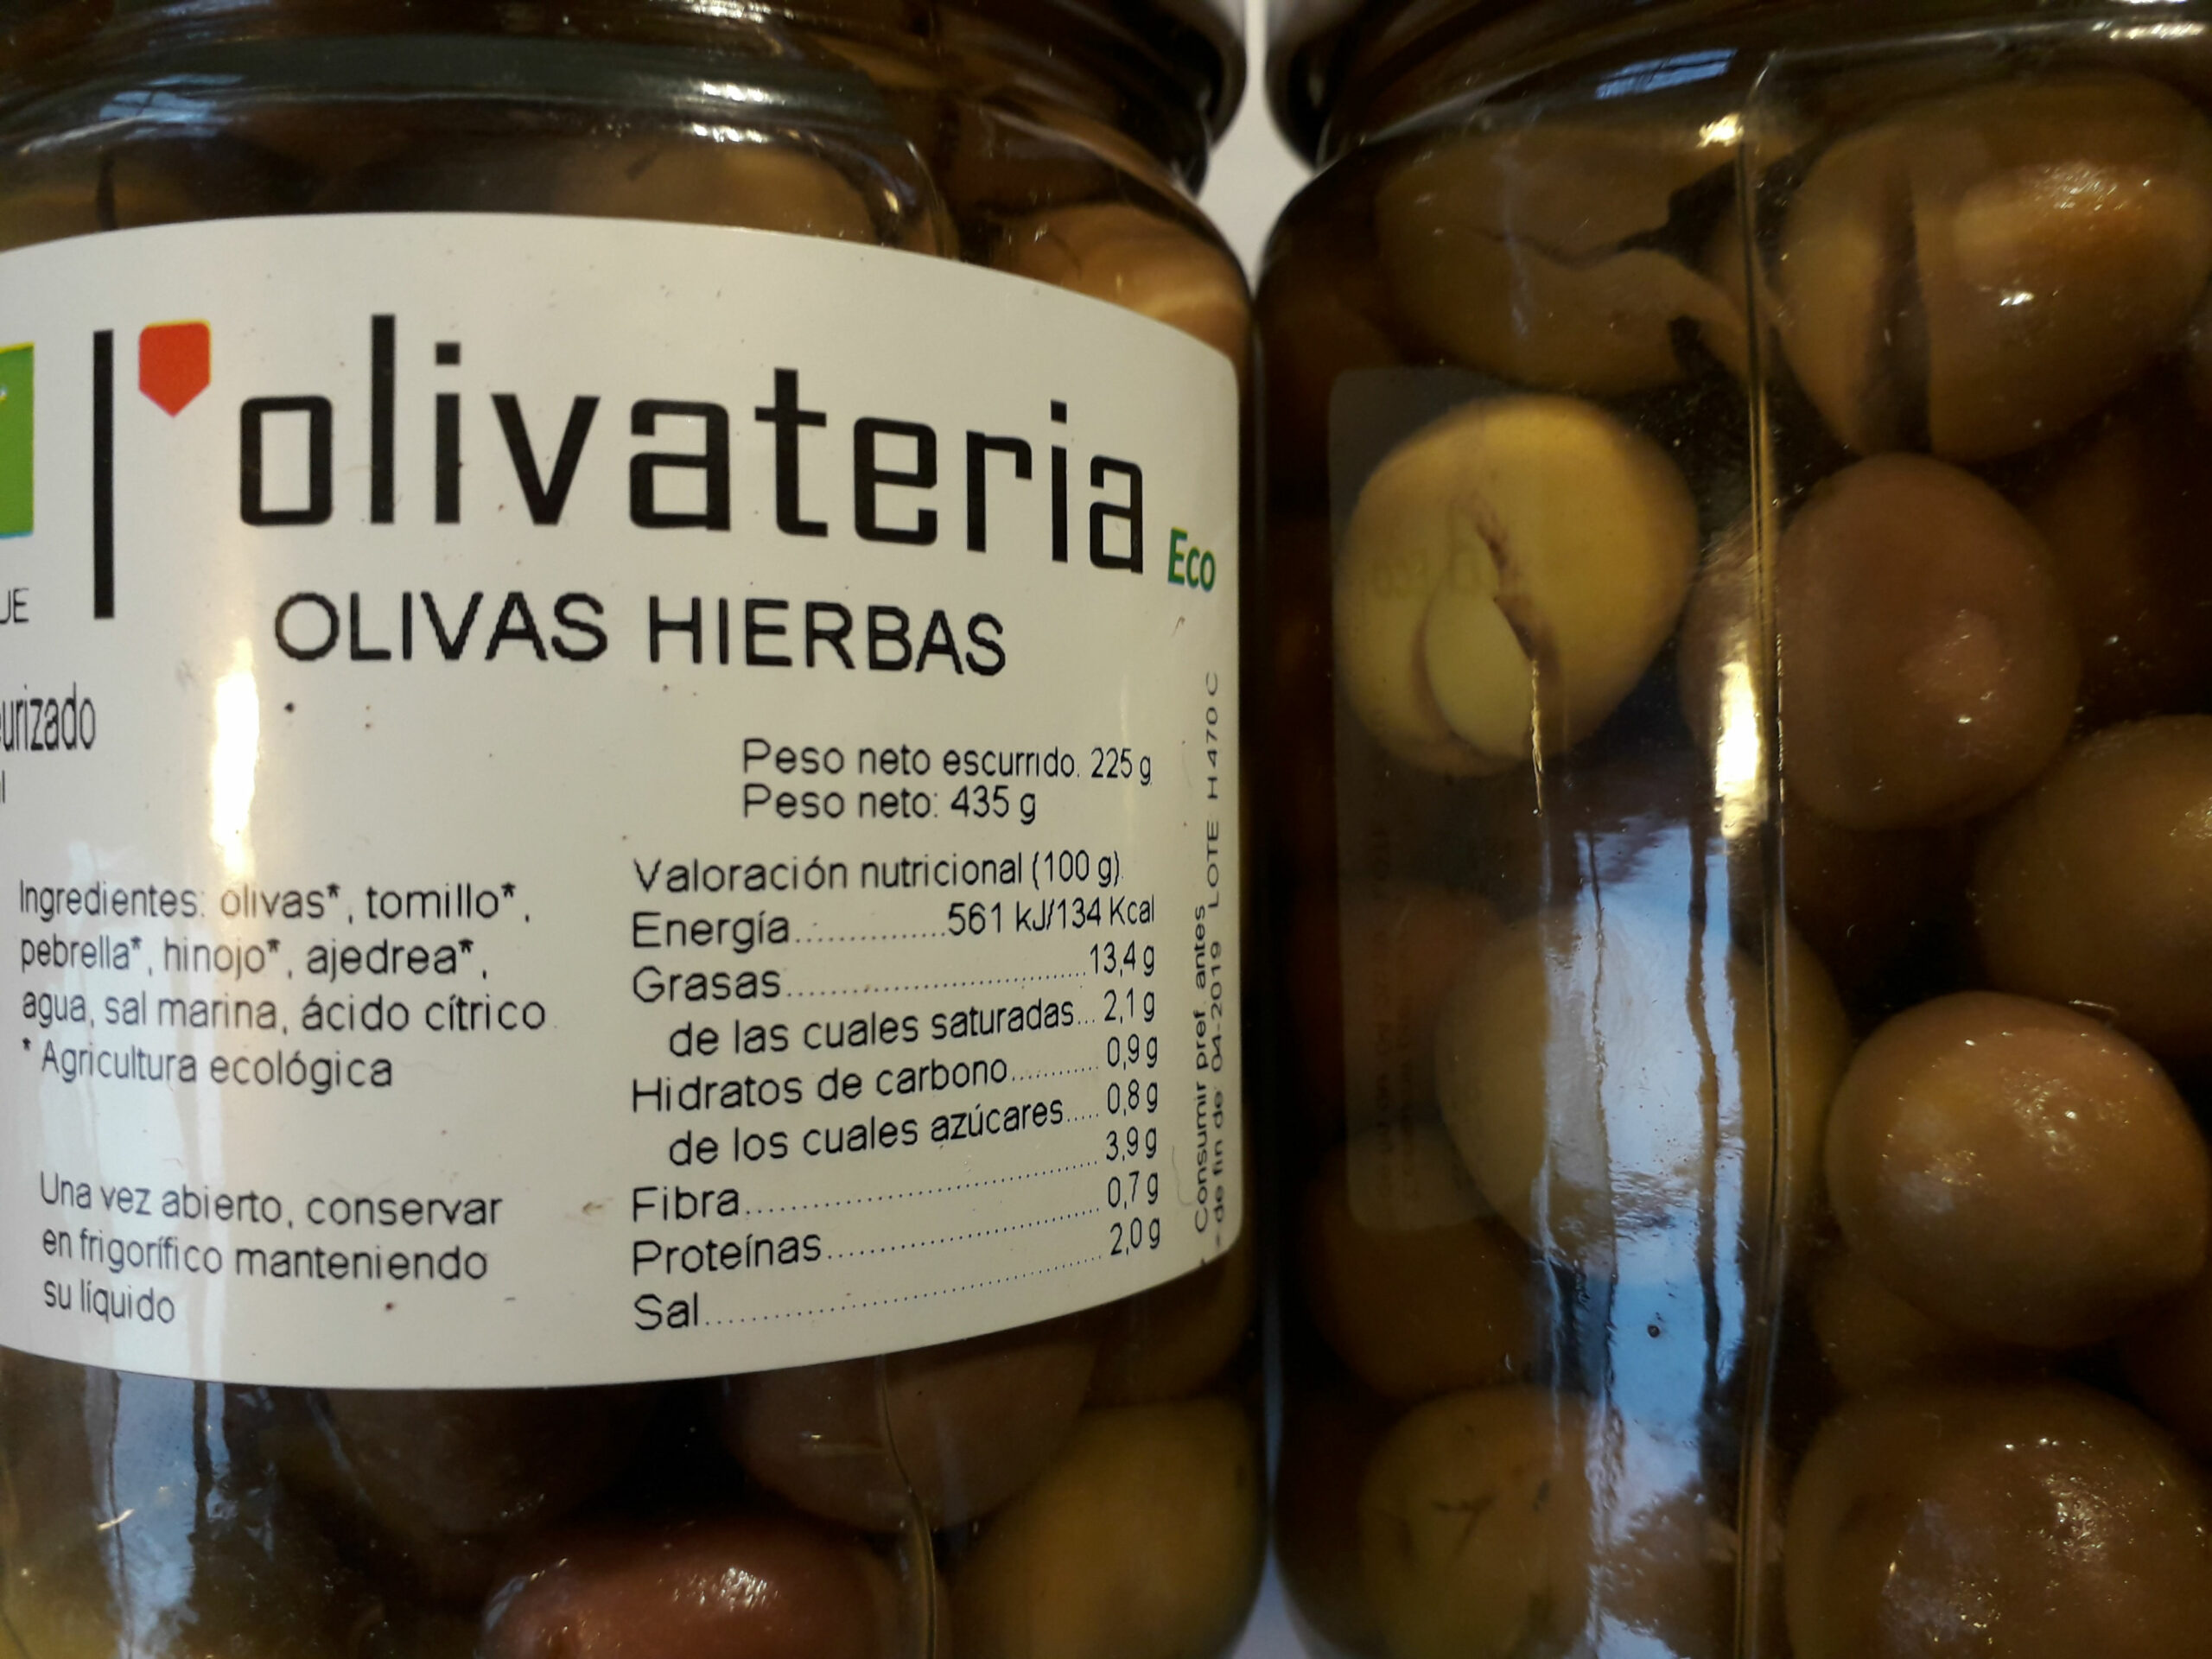 l'olivateria Eco
OLIVAS HIERBAS
UE
urizado
Peso neto escurrido. 225 g
Peso neto: 435 g
Ingredientes: olivas*, tomillo*,
pebrella*, hinojo*, ajedrea*,
agua, sal marina, ácido cítrico
* Agricultura ecológica
Una vez abierto, conservar
en frigorífico manteniendo
su líquido
Valoración nutricional (100 g)
Energía...............561 kJ/134 Kcal
Grasas..............................13,4 g
de las cuales saturadas... 2,1 g
Hidratos de carbono............ 0,9 g
de los cuales azúcares..... 0,8 g
Fibra.................................... 3,9 g
Proteínas............................ 0,7 g
Sal....................................... 2,0 g
Consumir pref. antes
de fin de: 04-2019 LOTE H470 C